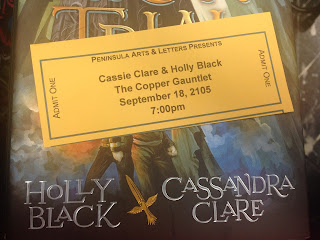 TRIAL
PENINSULA ARTS & LETTERS PRESENTS
ADMIT ONE
Cassie Clare & Holly Black
The Copper Gauntlet
September 18, 2105
7:00pm
ADMIT ONE
HOLLY BLACK
CASSANDRA CLARE